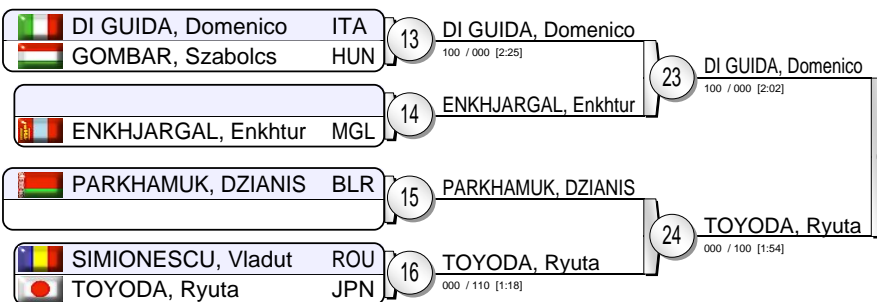 DI GUIDA, Domenico ITA
GOMBAR, Szabolcs HUN
13
DI GUIDA, Domenico
100 / 000 [2:25]
ENKHJARGAL, Enkhtur MGL
14
ENKHJARGAL, Enkhtur
23
DI GUIDA, Domenico
100 / 000 [2:02]
PARKHAMUK, DZIANIS BLR
15
PARKHAMUK, DZIANIS
SIMIONESCU, Vladut ROU
TOYODA, Ryuta JPN
16
TOYODA, Ryuta
000 / 110 [1:18]
24
TOYODA, Ryuta
000 / 100 [1:54]